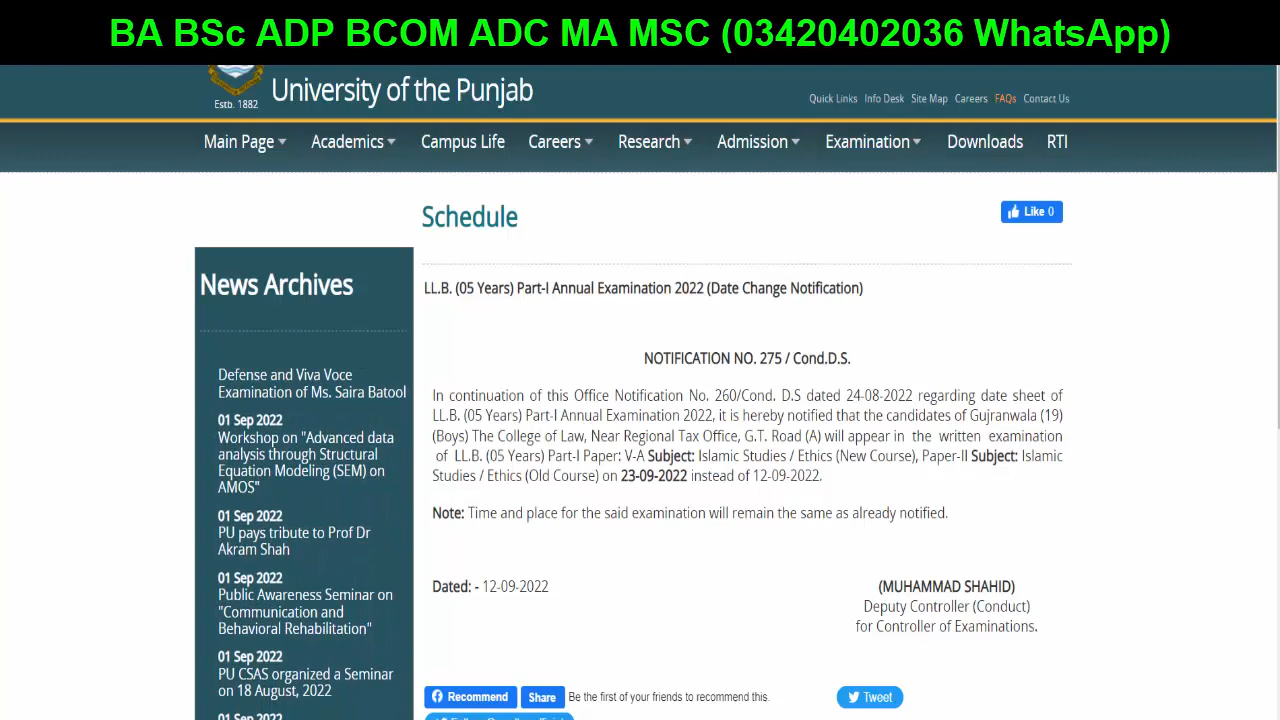 BA BSc ADP BCOM ADC MA MSC (03420402036 WhatsApp)
Estb. 1882
University of the Punjab
Quick Links Info Desk Site Map Careers FAQs Contact Us
Main Page Academics Campus Life Careers Research Admission Examination Downloads RTI
Schedule
Like 0
News Archives
Defense and Viva Voce
Examination of Ms. Saira Batool
01 Sep 2022
Workshop on "Advanced data
analysis through Structural
Equation Modeling (SEM) on
AMOS"
01 Sep 2022
PU pays tribute to Prof Dr
Akram Shah
01 Sep 2022
Public Awareness Seminar on
"Communication and
Behavioral Rehabilitation"
01 Sep 2022
PU CSAS organized a Seminar
on 18 August, 2022
01 Sep 2022
LL.B. (05 Years) Part-I Annual Examination 2022 (Date Change Notification)
NOTIFICATION NO. 275 / Cond.D.S.
In continuation of this Office Notification No. 260/Cond. D.S dated 24-08-2022 regarding date sheet of
LL.B. (05 Years) Part-I Annual Examination 2022, it is hereby notified that the candidates of Gujranwala (19)
(Boys) The College of Law, Near Regional Tax Office, G.T. Road (A) will appear in the written examination
of LL.B. (05 Years) Part-I Paper: V-A Subject: Islamic Studies / Ethics (New Course), Paper-II Subject: Islamic
Studies / Ethics (Old Course) on 23-09-2022 instead of 12-09-2022.
Note: Time and place for the said examination will remain the same as already notified.
Dated: - 12-09-2022
(MUHAMMAD SHAHID)
Deputy Controller (Conduct)
for Controller of Examinations.
Recommend Share Be the first of your friends to recommend this.
Tweet